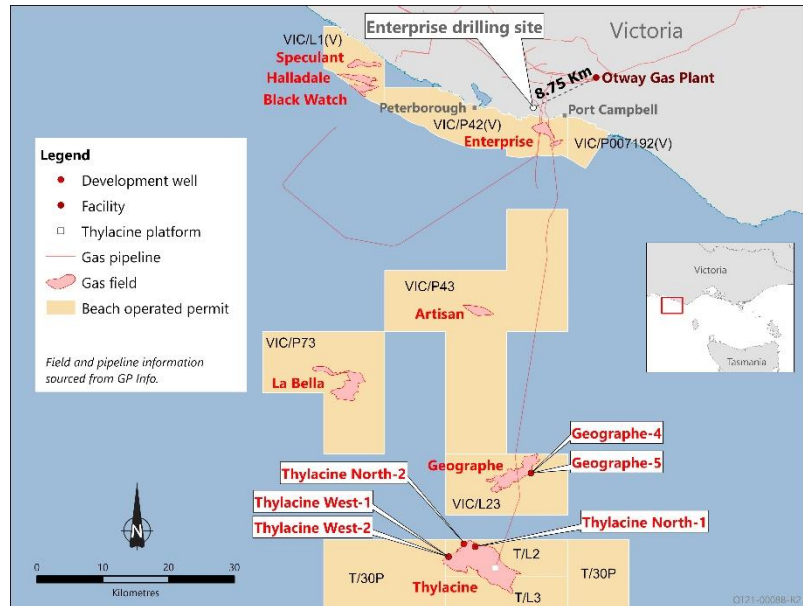 Enterprise drilling site
Victoria
VIC/L1(V)
Speculant
Halladale
Black Watch
8.75 Km
Otway Gas Plant
Peterborough
Port Campbell
VIC/P42(V)
Enterprise
VIC/P007192(V)
Legend
Development well
Facility
Thylacine platform
Gas pipeline
Gas field
Beach operated permit
Field and pipeline information
sourced from GP Info.
VIC/P43
Artisan
Victoria
Tasmania
VIC/P73
La Bella
Geographe-4
Geographe
Geographe-5
Thylacine North-2
VIC/L23
Thylacine West-1
Thylacine West-2
Thylacine North-1
N
T/L2
T/30P
T/30P
Thylacine
T/L3
0 10 20 30
Kilometres
OT21-0008B-R2